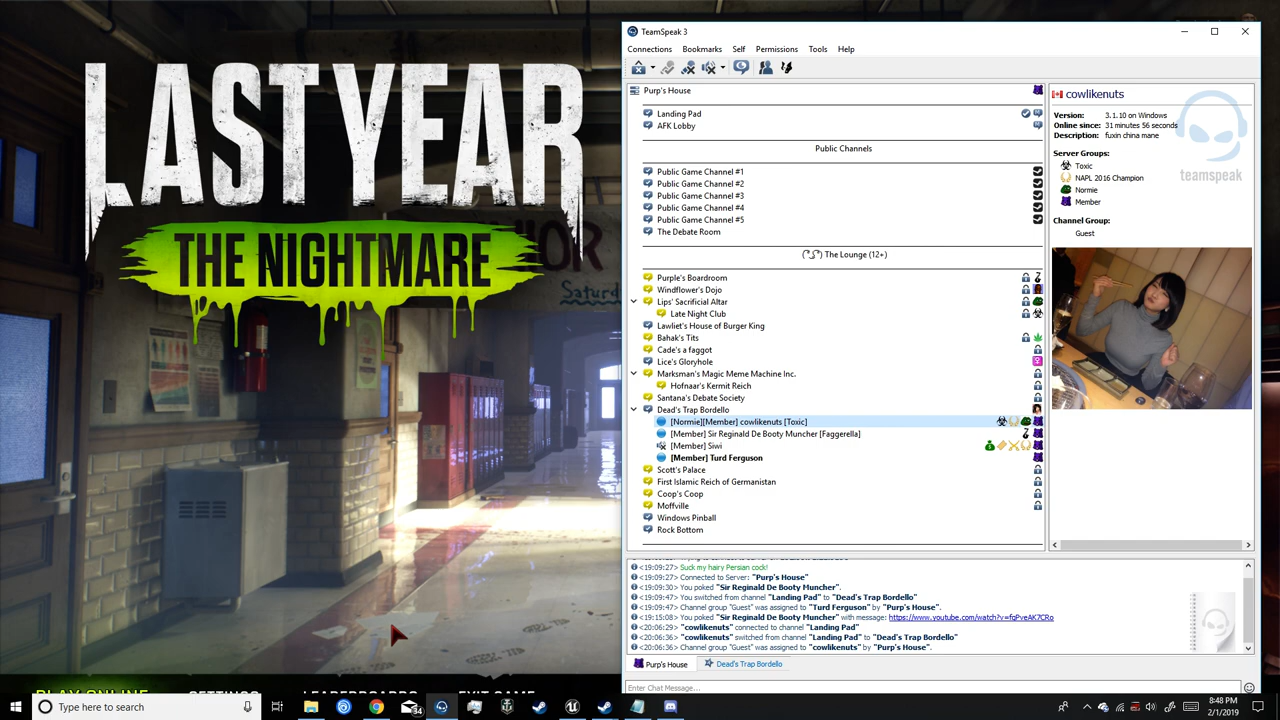 LAST YEAR
THE NIGHTMARE
TeamSpeak 3
Connections Bookmarks Self Permissions Tools Help
Purp's House
Landing Pad
AFK Lobby
Public Channels
Public Game Channel #1
Public Game Channel #2
Public Game Channel #3
Public Game Channel #4
Public Game Channel #5
The Debate Room
( ͡° ͜ʖ ͡°) The Lounge (12+)
Purple's Boardroom
Windflower's Dojo
Lips' Sacrificial Altar
Late Night Club
Lawliet's House of Burger King
Bahak's Tits
Cade's a faggot
Lice's Gloryhole
Marksman's Magic Meme Machine Inc.
Hofnaar's Kermit Reich
Santana's Debate Society
Dead's Trap Bordello
[Normie][Member] cowlikenuts [Toxic]
[Member] Sir Reginald De Booty Muncher [Faggerella]
[Member] Siwi
[Member] Turd Ferguson
Scott's Palace
First Islamic Reich of Germanistan
Coop's Coop
Moffville
Windows Pinball
Rock Bottom
cowlikenuts
Version: 3.1.10 on Windows
Online since: 31 minutes 56 seconds
Description: fuxin china mane
Server Groups:
Toxic
NAPL 2016 Champion
Normie
Member
Channel Group:
Guest
teamspeak
<19:09:27> Suck my hairy Persian cock!
<19:09:27> Connected to Server: "Purp's House"
<19:09:30> You poked "Sir Reginald De Booty Muncher".
<19:09:47> You switched from channel "Landing Pad" to "Dead's Trap Bordello"
<19:09:47> Channel group "Guest" was assigned to "Turd Ferguson" by "Purp's House".
<19:15:08> You poked "Sir Reginald De Booty Muncher" with message: https://www.youtube.com/watch?v=fqPveAK7CRo
<20:06:29> "cowlikenuts" connected to channel "Landing Pad"
<20:06:36> "cowlikenuts" switched from channel "Landing Pad" to "Dead's Trap Bordello"
<20:06:36> Channel group "Guest" was assigned to "cowlikenuts" by "Purp's House".
Purp's House Dead's Trap Bordello
Enter Chat Message...
PLAY ONLINE SETTINGS LEADERBOARDS EXIT GAME
Type here to search
34
8:48 PM
2/1/2019